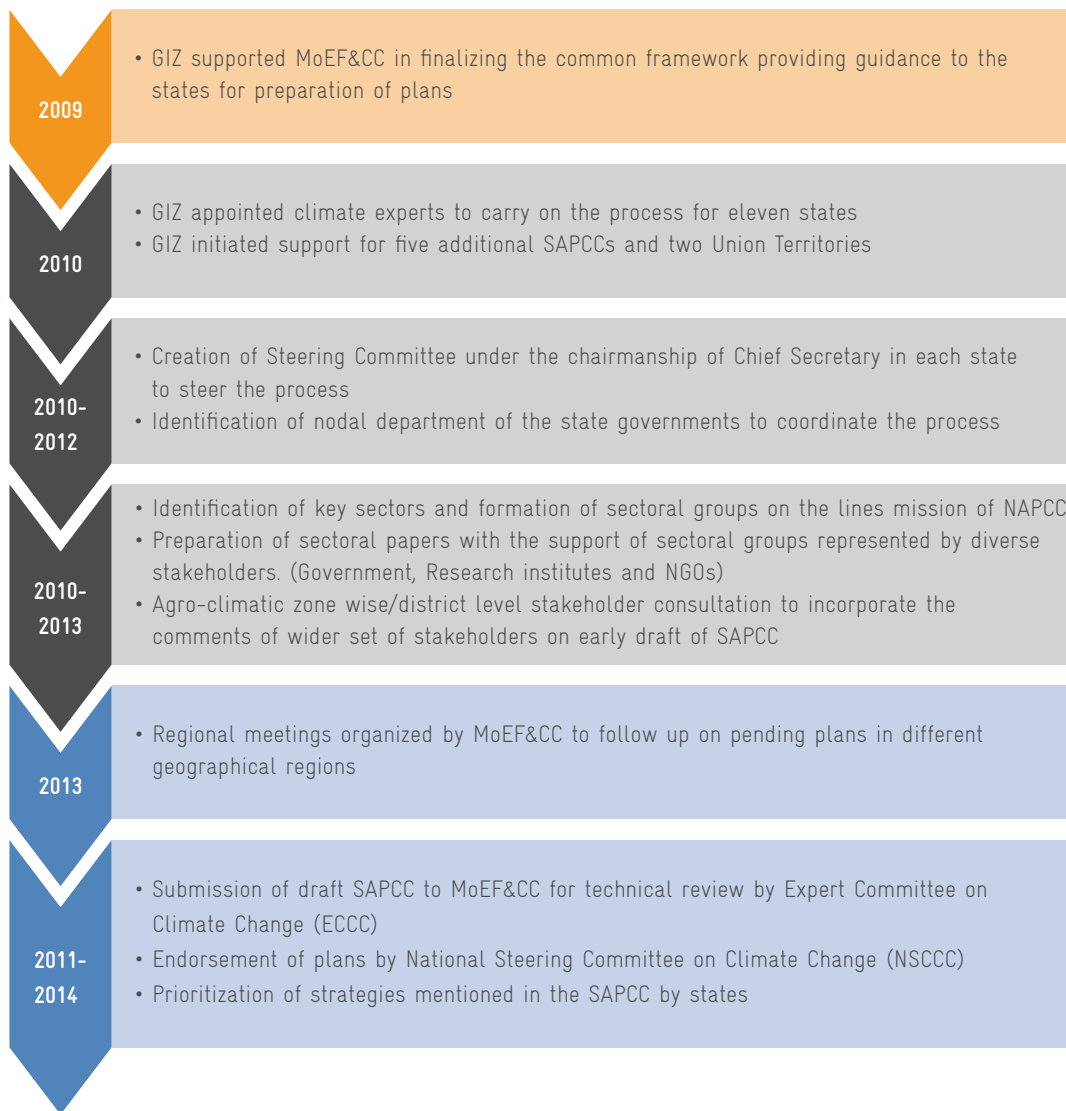 2009
• GIZ supported MoEF&CC in finalizing the common framework providing guidance to the
states for preparation of plans
2010
• GIZ appointed climate experts to carry on the process for eleven states
• GIZ initiated support for five additional SAPCCs and two Union Territories
2010-
2012
• Creation of Steering Committee under the chairmanship of Chief Secretary in each state
to steer the process
• Identification of nodal department of the state governments to coordinate the process
2010-
2013
• Identification of key sectors and formation of sectoral groups on the lines mission of NAPCC
• Preparation of sectoral papers with the support of sectoral groups represented by diverse
stakeholders. (Government, Research institutes and NGOs)
• Agro-climatic zone wise/district level stakeholder consultation to incorporate the
comments of wider set of stakeholders on early draft of SAPCC
2013
• Regional meetings organized by MoEF&CC to follow up on pending plans in different
geographical regions
2011-
2014
• Submission of draft SAPCC to MoEF&CC for technical review by Expert Committee on
Climate Change (ECCC)
• Endorsement of plans by National Steering Committee on Climate Change (NSCCC)
• Prioritization of strategies mentioned in the SAPCC by states